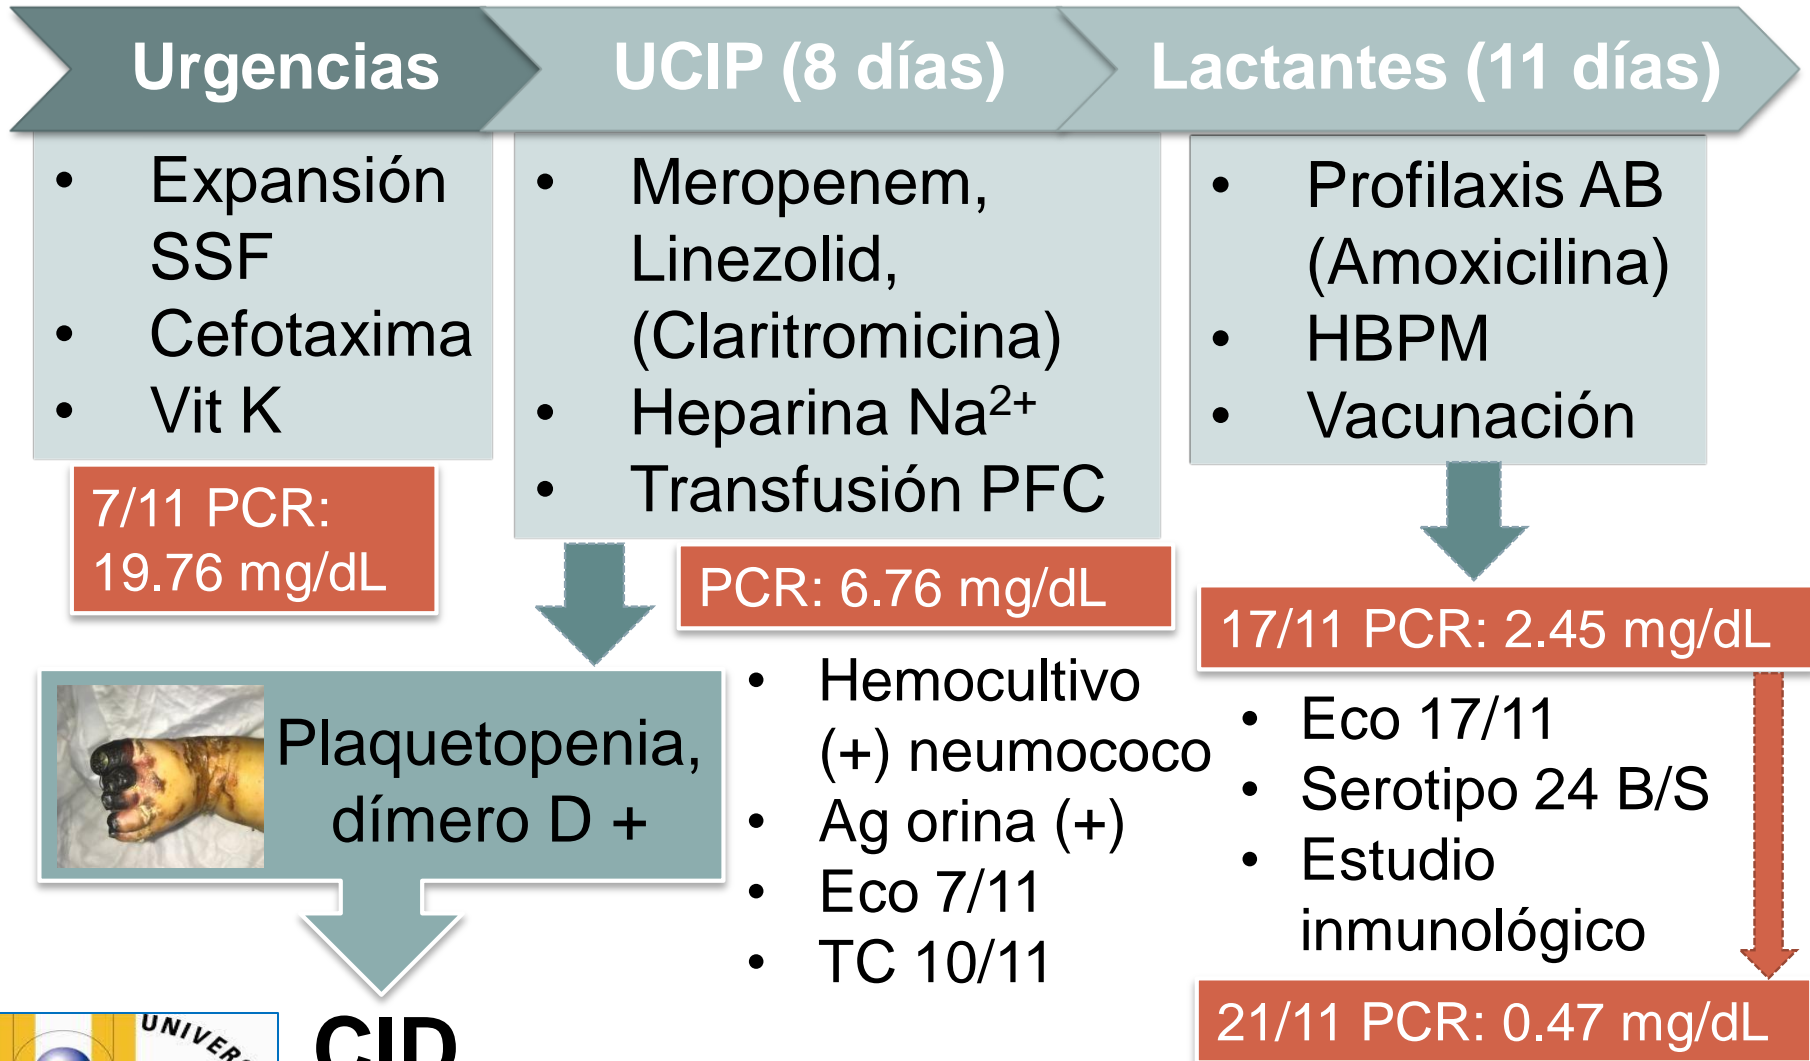 Urgencias
UCIP (8 días)
Lactantes (11 días)
• Expansión
SSF
• Cefotaxima
• Vit K
7/11 PCR:
19.76 mg/dL
• Meropenem,
Linezolid,
(Claritromicina)
• Heparina Na²⁺
• Transfusión PFC
PCR: 6.76 mg/dL
Plaquetopenia,
dímero D +
CID
• Hemocultivo
(+) neumococo
• Ag orina (+)
• Eco 7/11
• TC 10/11
• Profilaxis AB
(Amoxicilina)
• HBPM
• Vacunación
17/11 PCR: 2.45 mg/dL
• Eco 17/11
• Serotipo 24 B/S
• Estudio
inmunológico
21/11 PCR: 0.47 mg/dL